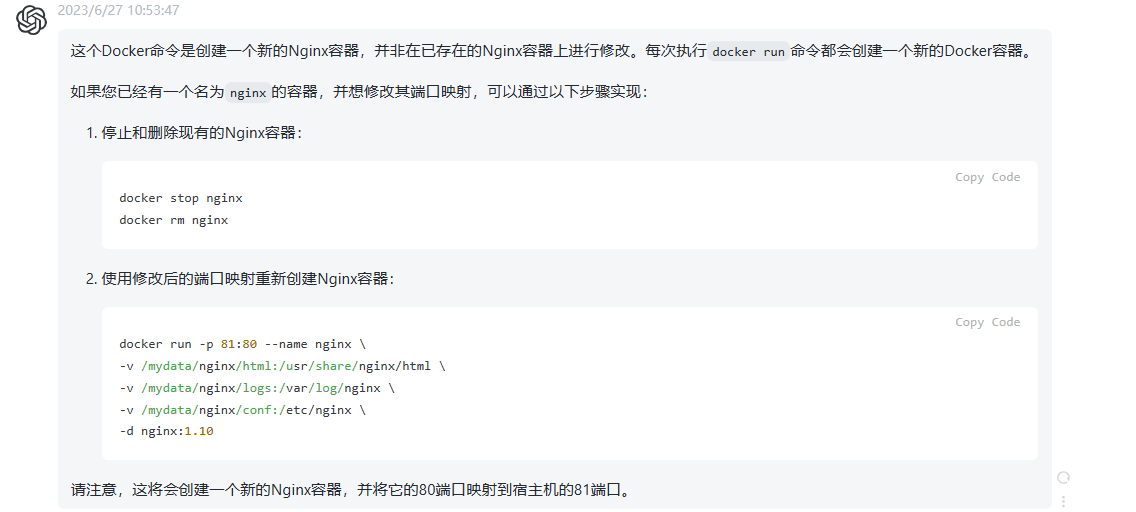 2023/6/27 10:53:47
这个Docker命令是创建一个新的Nginx容器，并非在已存在的Nginx容器上进行修改。每次执行 docker run 命令都会创建一个新的Docker容器。
如果您已经有一个名为 nginx 的容器，并想修改其端口映射，可以通过以下步骤实现：
1. 停止和删除现有的Nginx容器：
Copy Code
docker stop nginx
docker rm nginx
2. 使用修改后的端口映射重新创建Nginx容器：
Copy Code
docker run -p 81:80 --name nginx \
-v /mydata/nginx/html:/usr/share/nginx/html \
-v /mydata/nginx/logs:/var/log/nginx \
-v /mydata/nginx/conf:/etc/nginx \
-d nginx:1.10
请注意，这将会创建一个新的Nginx容器，并将它的80端口映射到宿主机的81端口。